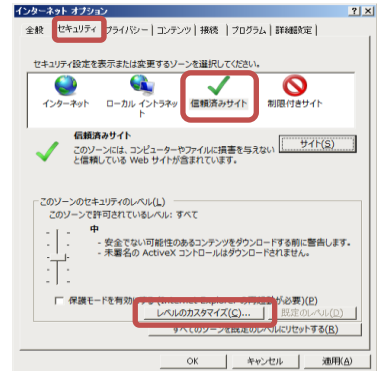 インターネット オプション
全般 セキュリティ プライバシー コンテンツ 接続 プログラム 詳細設定
セキュリティ設定を表示または変更するゾーンを選択してください。
インターネット ローカル イントラネット 信頼済みサイト 制限付きサイト
信頼済みサイト
このゾーンには、コンピューターやファイルに損害を与えない
と信頼している Web サイトが含まれています。
サイト(S)
このゾーンのセキュリティのレベル(L)
このゾーンで許可されているレベル: すべて
中
- 安全でない可能性のあるコンテンツをダウンロードする前に警告します。
- 未署名の ActiveX コントロールはダウンロードされません。
保護モードを有効にする (Internet Explorer の再起動が必要)(P)
レベルのカスタマイズ(C)... 既定のレベル(D)
すべてのゾーンを既定のレベルにリセットする(R)
OK キャンセル 適用(A)